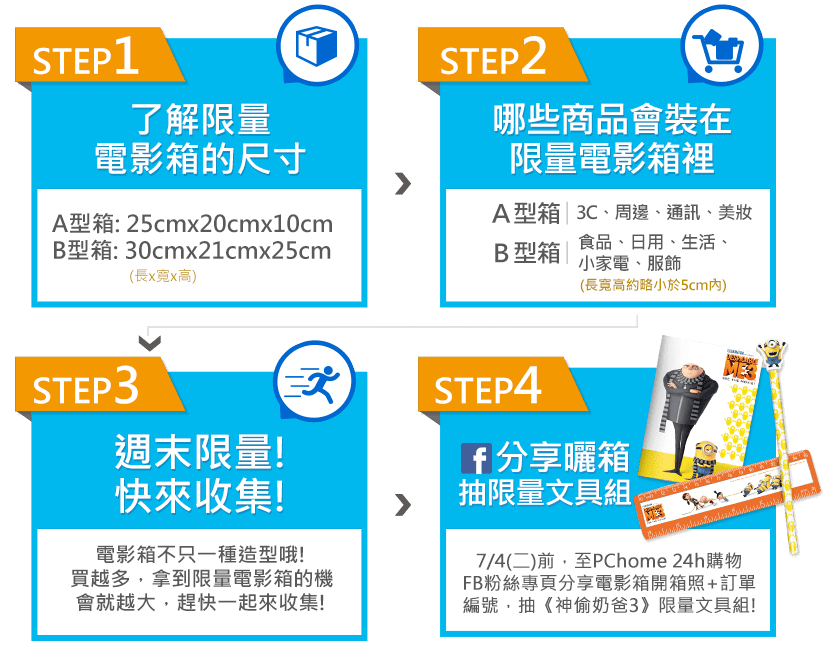 STEP1
了解限量
電影箱的尺寸
A型箱: 25cmx20cmx10cm
B型箱: 30cmx21cmx25cm
(長x寬x高)
STEP2
哪些商品會裝在
限量電影箱裡
A型箱 3C、周邊、通訊、美妝
B型箱 食品、日用、生活、
小家電、服飾
(長寬高約略小於5cm內)
STEP3
週末限量!
快來收集!
電影箱不只一種造型哦!
買越多，拿到限量電影箱的機
會就越大，趕快一起來收集!
STEP4
f 分享曬箱
抽限量文具組
7/4(二)前，至PChome 24h購物
FB粉絲專頁分享電影箱開箱照+訂單
編號，抽《神偷奶爸3》限量文具組!
DESPICABLE
ME3
ME3